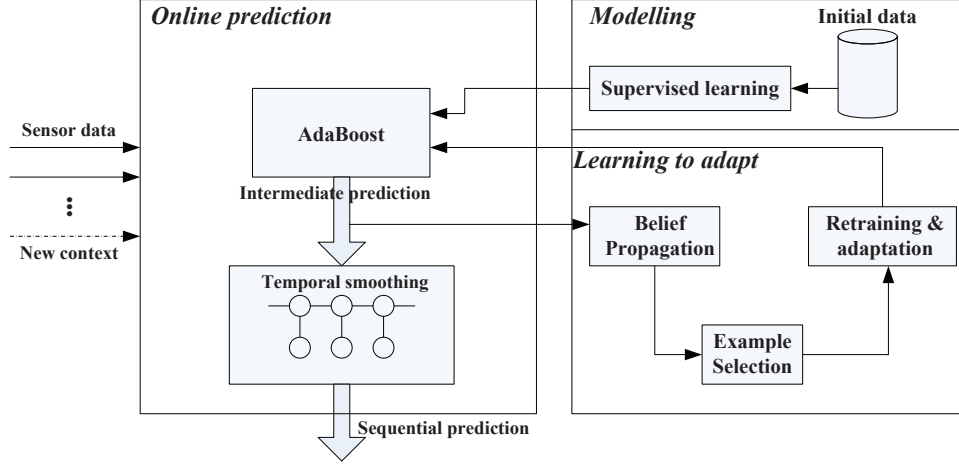 Online prediction
Modelling
Initial data
Supervised learning
AdaBoost
Sensor data
Learning to adapt
Intermediate prediction
Belief
Propagation
Retraining &
adaptation
New context
Temporal smoothing
Example
Selection
Sequential prediction